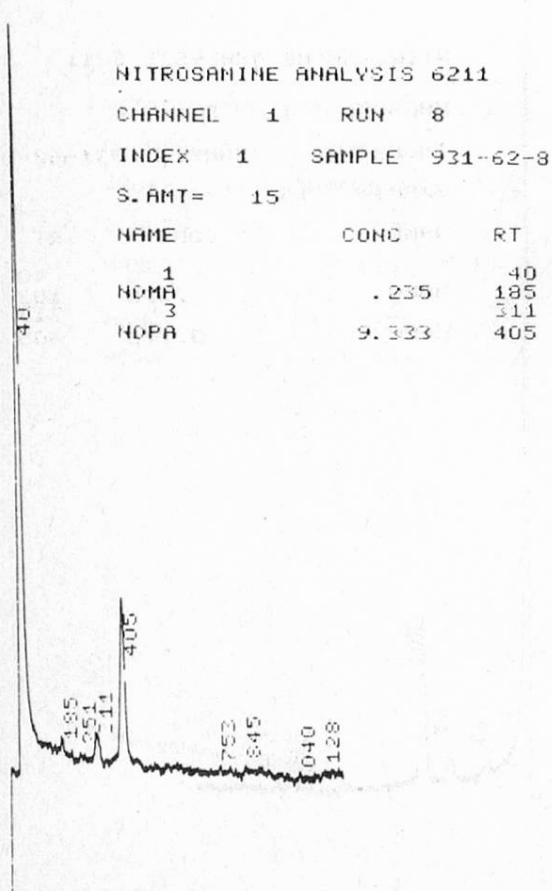 NITROSAMINE ANALYSIS 6211
CHANNEL 1 RUN 8
INDEX 1 SAMPLE 931-62-8
S.AMT= 15
NAME CONC RT
1 40
NDMA .235 185
3 311
NDPA 9.333 405
40
185
251
311
405
753
845
040
128